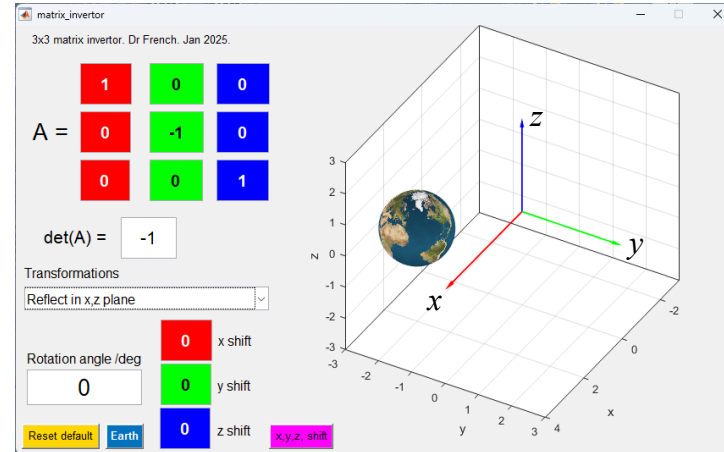 matrix_invertor
3x3 matrix invertor. Dr French. Jan 2025.
1 0 0
A = 0 -1 0
0 0 1
det(A) = -1
Transformations
Reflect in x,z plane
Rotation angle /deg
0
0 x shift
0 y shift
0 z shift
Reset default
Earth
x,y,z, shift
z
y
x
3
2
1
0
-1
-2
-3
z
-3
-2
-1
0
1
2
3
y
4
2
0
-2
x